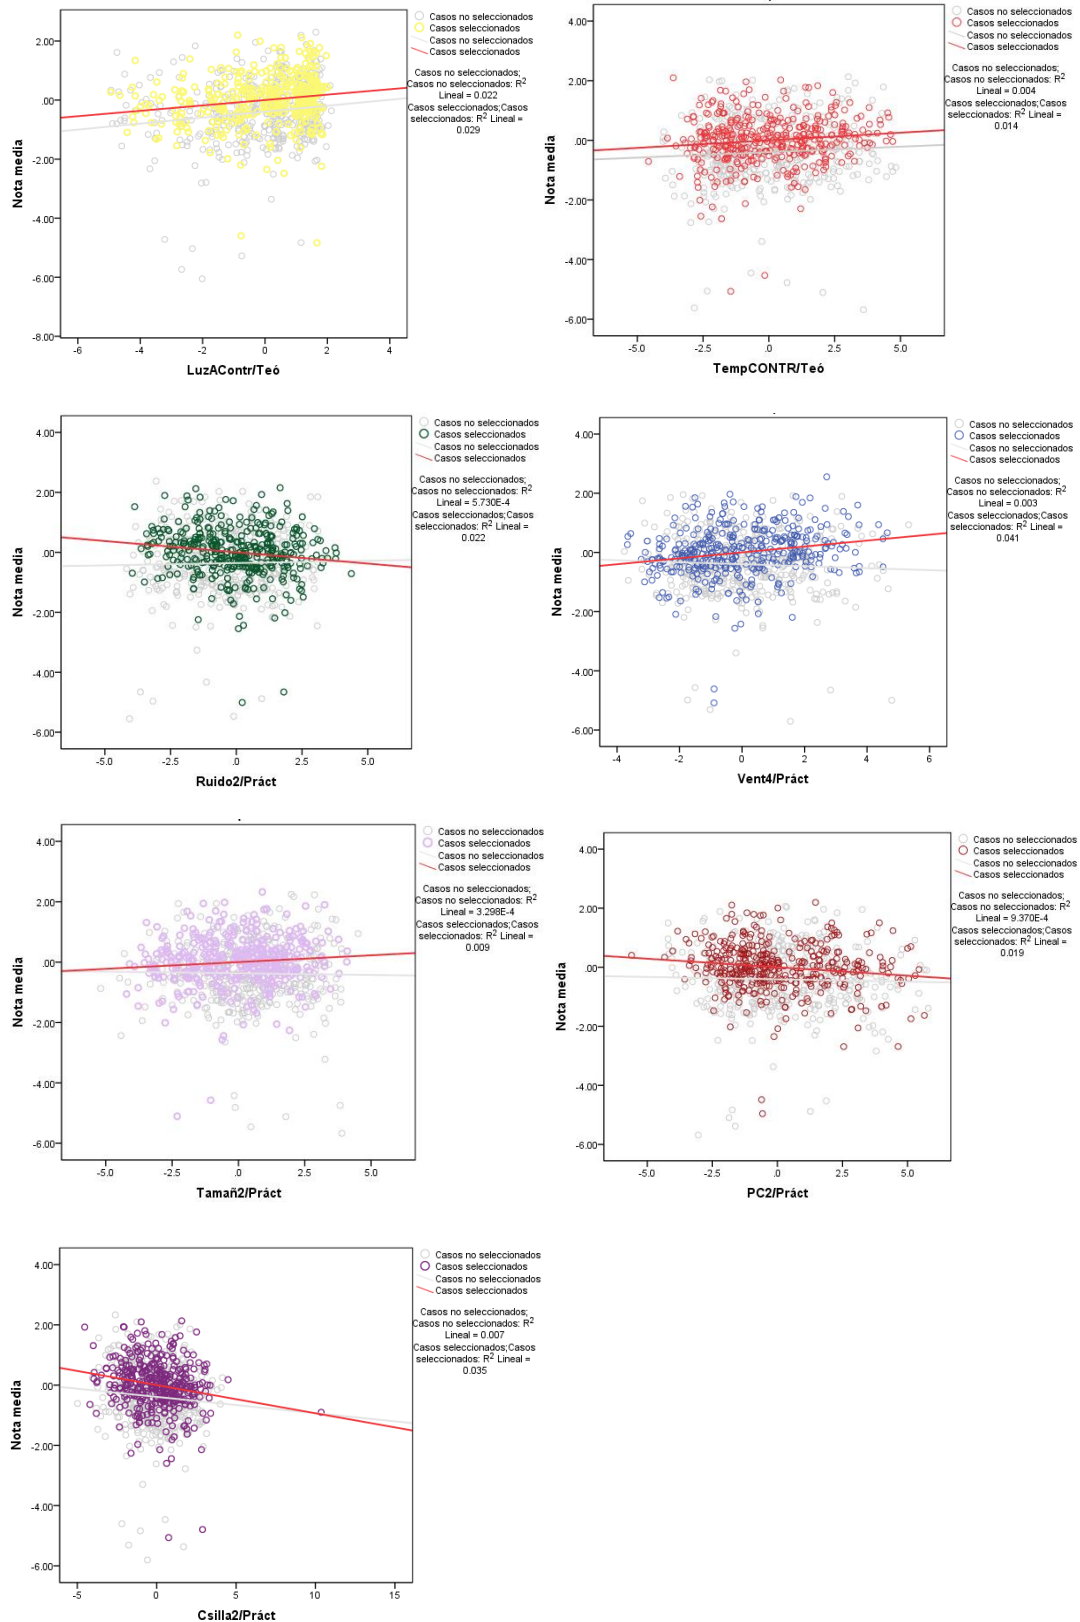 Casos no seleccionados
Casos seleccionados
Casos no seleccionados
Casos seleccionados
Casos no seleccionados;
Casos no seleccionados: R2
Lineal = 0.022
Casos seleccionados;Casos
seleccionados: R2 Lineal =
0.029
2.00
.00
-2.00
-4.00
-6.00
-8.00
Nota media
-6 -4 -2 0 2 4
LuzAContr/Teó
Casos no seleccionados
Casos seleccionados
Casos no seleccionados
Casos seleccionados
Casos no seleccionados;
Casos no seleccionados: R2
Lineal = 0.004
Casos seleccionados;Casos
seleccionados: R2 Lineal =
0.014
4.00
2.00
.00
-2.00
-4.00
-6.00
Nota media
-5.0 -2.5 .0 2.5 5.0
TempCONTR/Teó
Casos no seleccionados
Casos seleccionados
Casos no seleccionados
Casos seleccionados
Casos no seleccionados;
Casos no seleccionados: R2
Lineal = 5.730E-4
Casos seleccionados;Casos
seleccionados: R2 Lineal =
0.022
4.00
2.00
.00
-2.00
-4.00
-6.00
Nota media
-5.0 -2.5 .0 2.5 5.0
Ruido2/Práct
Casos no seleccionados
Casos seleccionados
Casos no seleccionados
Casos seleccionados
Casos no seleccionados;
Casos no seleccionados: R2
Lineal = 0.003
Casos seleccionados;Casos
seleccionados: R2 Lineal =
0.041
4.00
2.00
.00
-2.00
-4.00
-6.00
Nota media
-4 -2 0 2 4 6
Vent4/Práct
Casos no seleccionados
Casos seleccionados
Casos no seleccionados
Casos seleccionados
Casos no seleccionados;
Casos no seleccionados: R2
Lineal = 3.298E-4
Casos seleccionados;Casos
seleccionados: R2 Lineal =
0.009
4.00
2.00
.00
-2.00
-4.00
-6.00
Nota media
-5.0 -2.5 .0 2.5 5.0
Tamañ2/Práct
Casos no seleccionados
Casos seleccionados
Casos no seleccionados
Casos seleccionados
Casos no seleccionados;
Casos no seleccionados: R2
Lineal = 9.370E-4
Casos seleccionados;Casos
seleccionados: R2 Lineal =
0.019
4.00
2.00
.00
-2.00
-4.00
-6.00
Nota media
-5.0 -2.5 .0 2.5 5.0
PC2/Práct
Casos no seleccionados
Casos seleccionados
Casos no seleccionados
Casos seleccionados
Casos no seleccionados;
Casos no seleccionados: R2
Lineal = 0.007
Casos seleccionados;Casos
seleccionados: R2 Lineal =
0.035
4.00
2.00
.00
-2.00
-4.00
-6.00
Nota media
-5 0 5 10 15
Csilla2/Práct